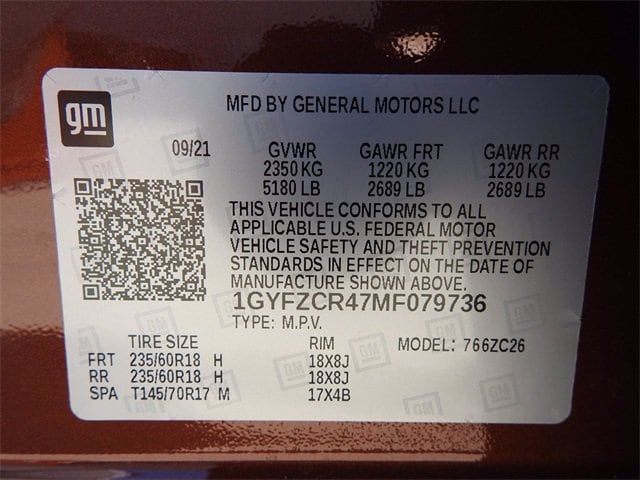 gm
MFD BY GENERAL MOTORS LLC
09/21 GVWR GAWR FRT GAWR RR
2350 KG 1220 KG 1220 KG
5180 LB 2689 LB 2689 LB
THIS VEHICLE CONFORMS TO ALL
APPLICABLE U.S. FEDERAL MOTOR
VEHICLE SAFETY AND THEFT PREVENTION
STANDARDS IN EFFECT ON THE DATE OF
MANUFACTURE SHOWN ABOVE.
1GYFZCR47MF079736
TYPE: M.P.V.
TIRE SIZE RIM MODEL: 766ZC26
FRT 235/60R18 H 18X8J
RR 235/60R18 H 18X8J
SPA T145/70R17 M 17X4B